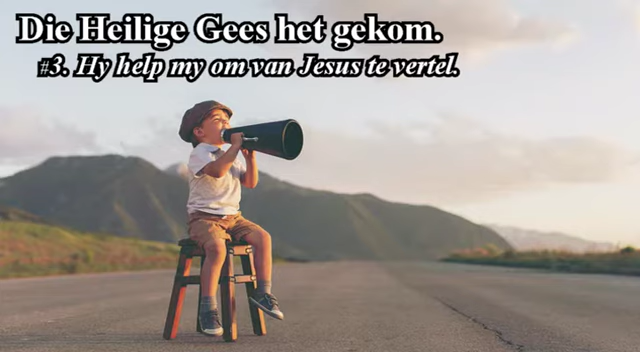 Die Heilige Gees het gekom.
#3. Hy help my om van Jesus te vertel.